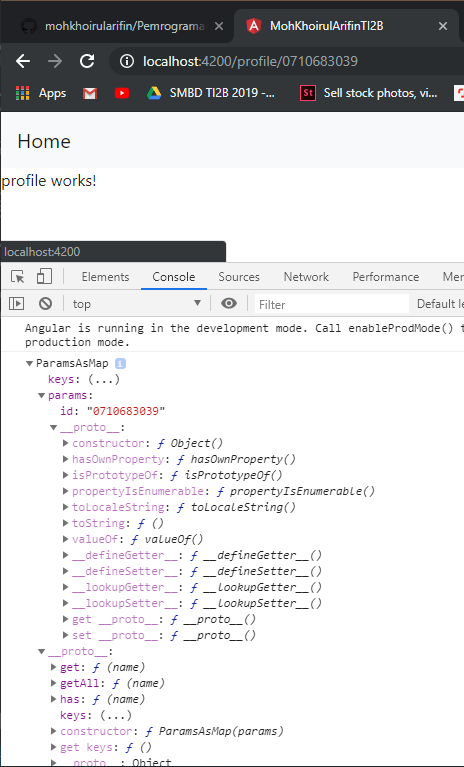 mohkhoirularifin/Pemrograma
MohKhoirulArifinTI2B
localhost:4200/profile/0710683039
Apps
SMBD TI2B 2019 -...
St
Sell stock photos, vi...
Home
profile works!
localhost:4200
Elements Console Sources Network Performance Mer
top
Filter
Default le
Angular is running in the development mode. Call enableProdMode() t
production mode.
ParamsAsMap i
keys: (...)
params:
id: "0710683039"
__proto__:
constructor: ƒ Object()
hasOwnProperty: ƒ hasOwnProperty()
isPrototypeOf: ƒ isPrototypeOf()
propertyIsEnumerable: ƒ propertyIsEnumerable()
toLocaleString: ƒ toLocaleString()
toString: ƒ ()
valueOf: ƒ valueOf()
__defineGetter__: ƒ __defineGetter__()
__defineSetter__: ƒ __defineSetter__()
__lookupGetter__: ƒ __lookupGetter__()
__lookupSetter__: ƒ __lookupSetter__()
get __proto__: ƒ __proto__()
set __proto__: ƒ __proto__()
__proto__:
get: ƒ (name)
getAll: ƒ (name)
has: ƒ (name)
keys: (...)
constructor: ƒ ParamsAsMap(params)
get keys: ƒ ()
__proto__: Object